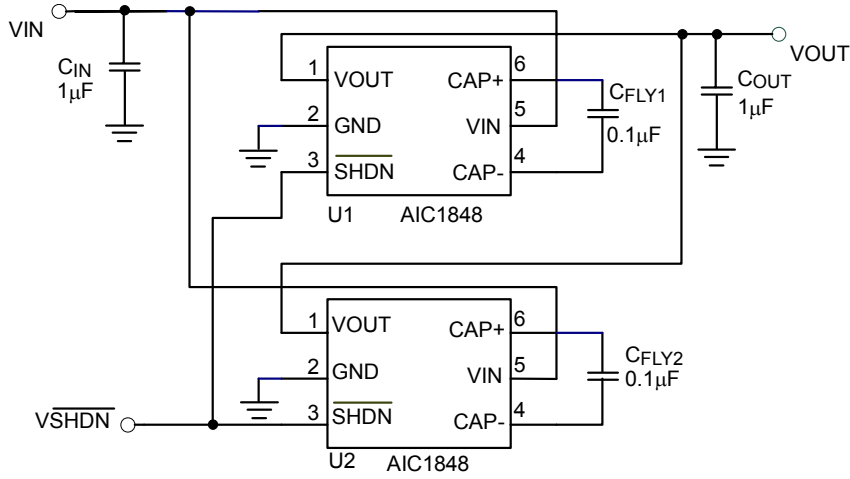 VIN
CIN
1μF
1
VOUT
CAP+
6
2
GND
VIN
5
3
SHDN
CAP-
4
U1
AIC1848
CFLY1
0.1μF
VOUT
COUT
1μF
1
VOUT
CAP+
6
2
GND
VIN
5
3
SHDN
CAP-
4
U2
AIC1848
CFLY2
0.1μF
VSHDN